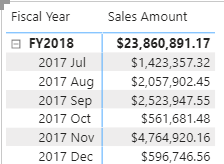 Fiscal Year Sales Amount
FY2018 $23,860,891.17
2017 Jul $1,423,357.32
2017 Aug $2,057,902.45
2017 Sep $2,523,947.55
2017 Oct $561,681.48
2017 Nov $4,764,920.16
2017 Dec $596,746.56